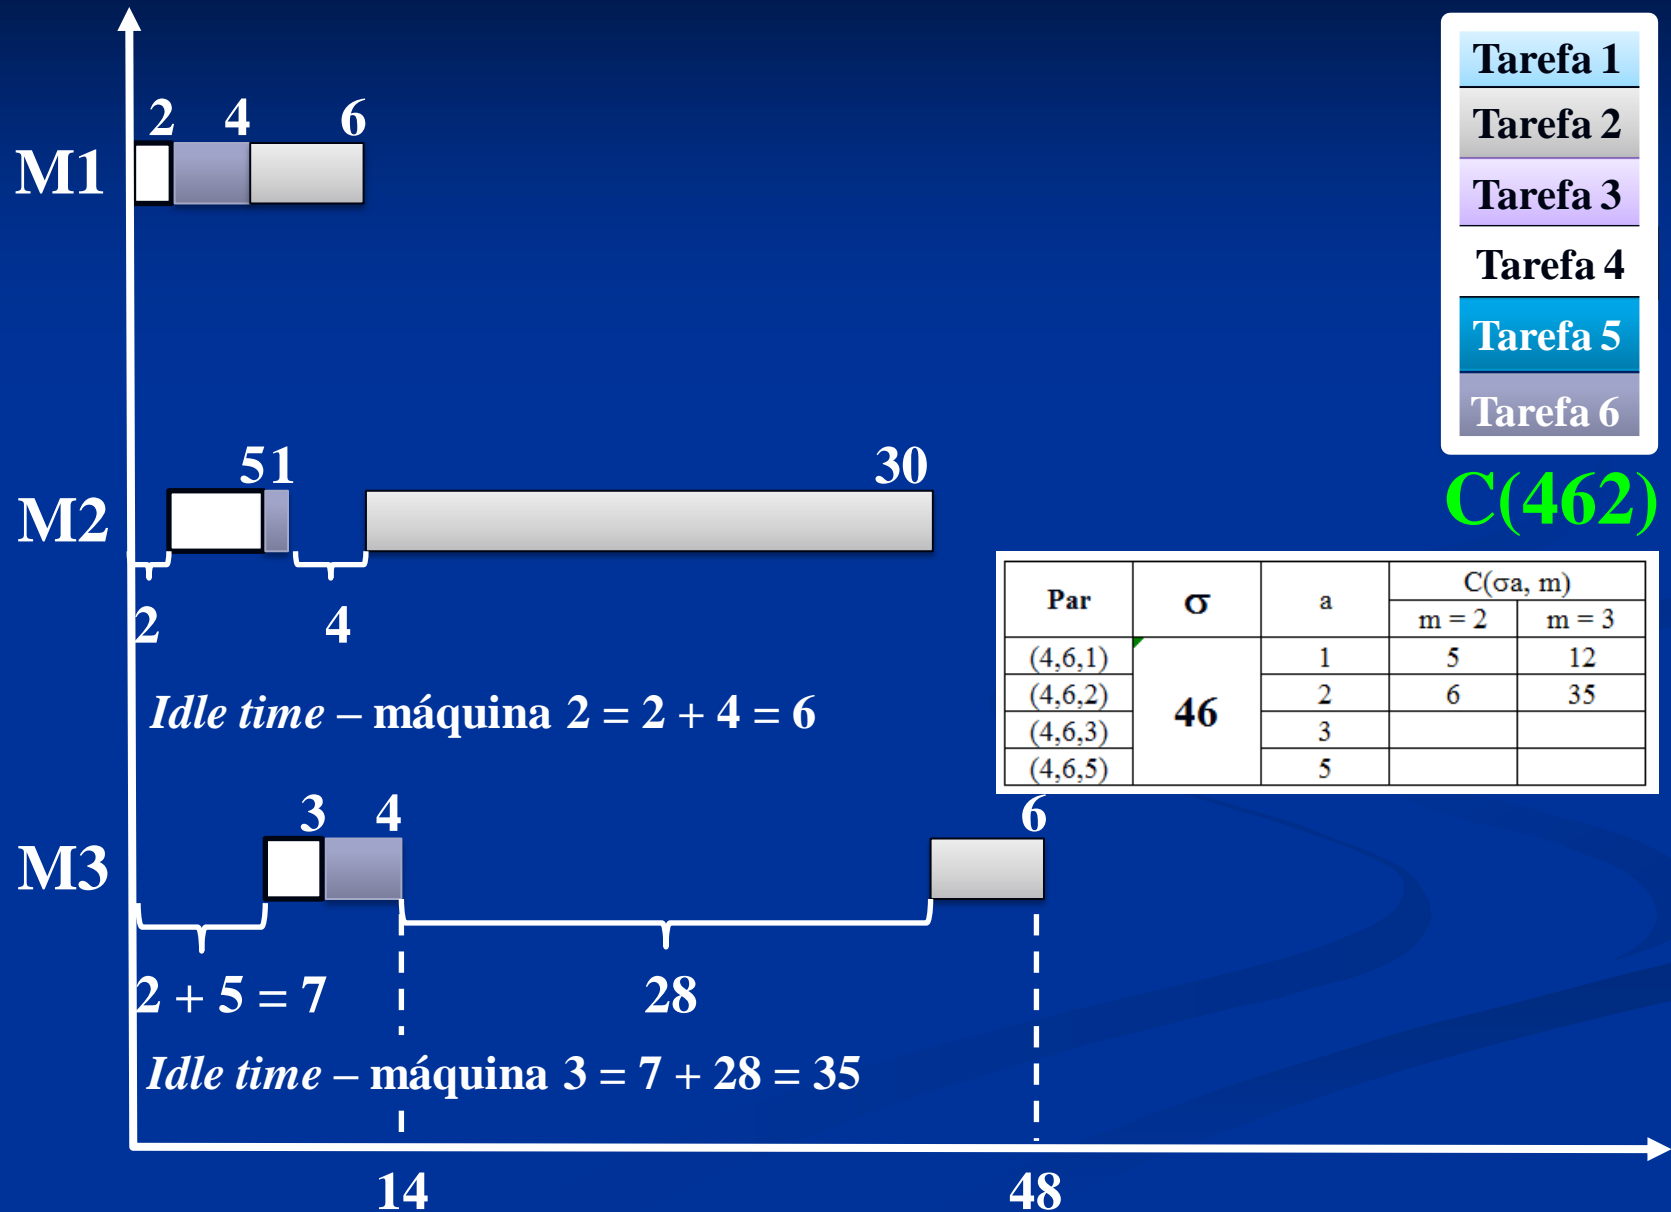 Tarefa 1
Tarefa 2
Tarefa 3
Tarefa 4
Tarefa 5
Tarefa 6
2 4 6
M1
5 1 30
M2
C(462)
2 4
Par σ a C(σa, m)
m = 2 m = 3
(4,6,1) 46 1 5 12
(4,6,2) 2 6 35
(4,6,3) 3
(4,6,5) 5
Idle time – máquina 2 = 2 + 4 = 6
3 4 6
M3
2 + 5 = 7 28
Idle time – máquina 3 = 7 + 28 = 35
14 48